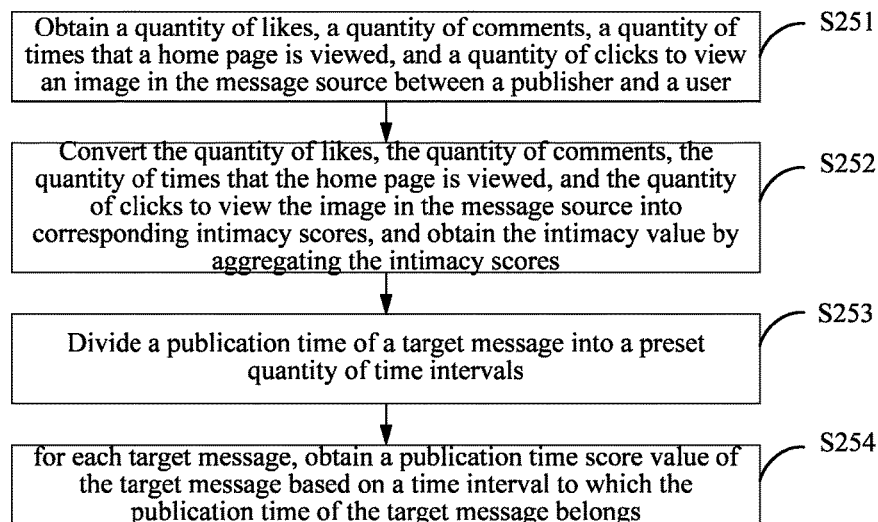 Obtain a quantity of likes, a quantity of comments, a quantity of
times that a home page is viewed, and a quantity of clicks to view
an image in the message source between a publisher and a user
S251
Convert the quantity of likes, the quantity of comments, the
quantity of times that the home page is viewed, and the quantity
of clicks to view the image in the message source into
corresponding intimacy scores, and obtain the intimacy value by
aggregating the intimacy scores
S252
Divide a publication time of a target message into a preset
quantity of time intervals
S253
for each target message, obtain a publication time score value of
the target message based on a time interval to which the
publication time of the target message belongs
S254